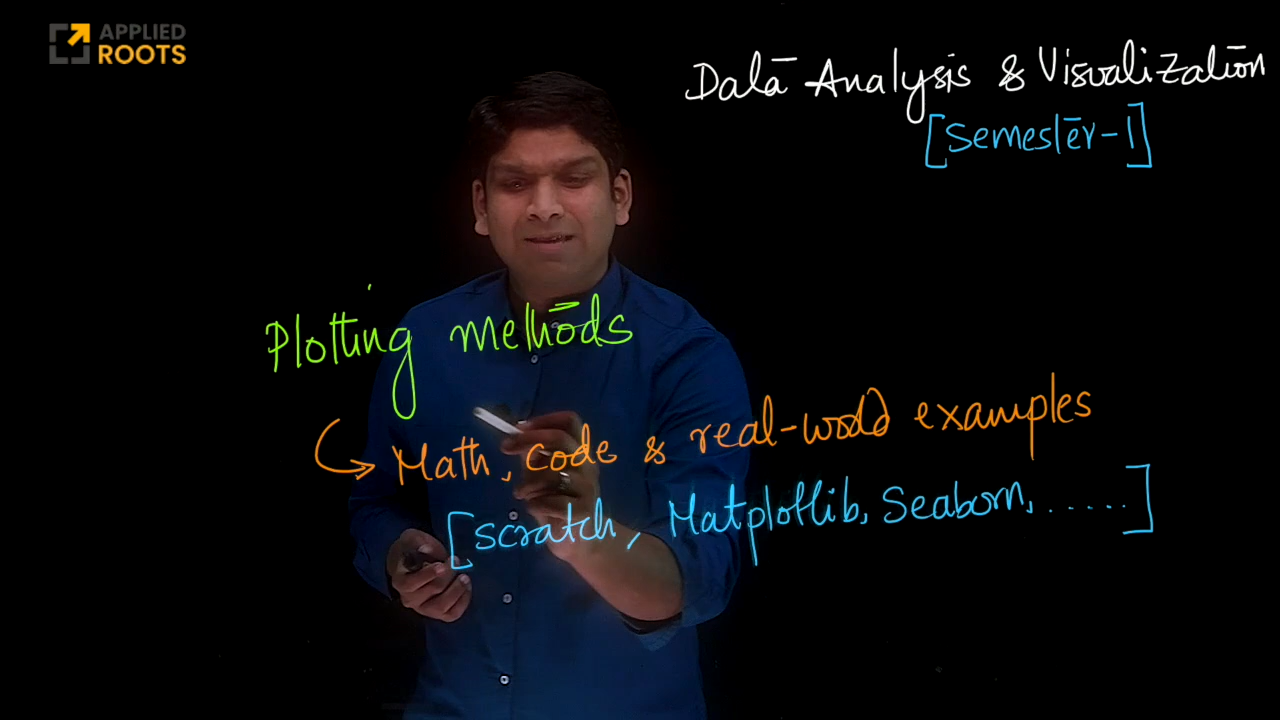 APPLIED
ROOTS
Data Analysis & Visualization
[Semester-1]
Plotting methods
Math, code & real-world examples
[scratch, Matplotlib, Seaborn, ......]